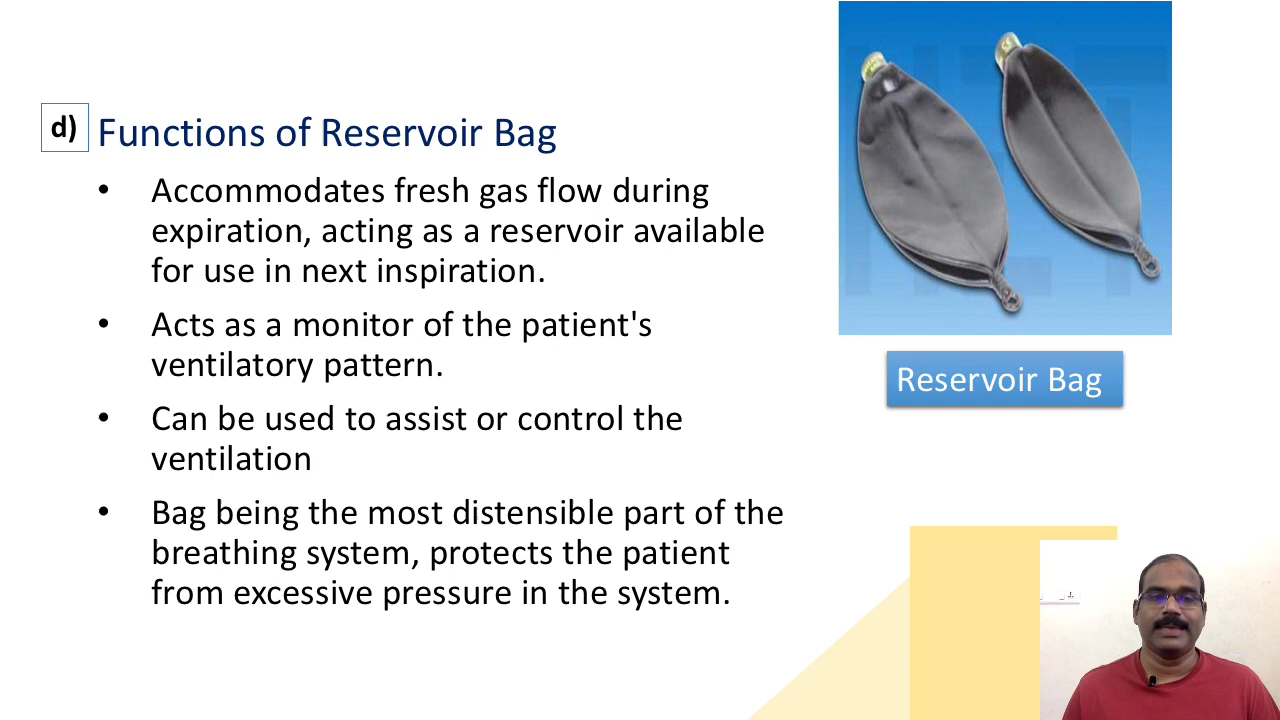 d) Functions of Reservoir Bag
• Accommodates fresh gas flow during
expiration, acting as a reservoir available
for use in next inspiration.
• Acts as a monitor of the patient's
ventilatory pattern.
• Can be used to assist or control the
ventilation
• Bag being the most distensible part of the
breathing system, protects the patient
from excessive pressure in the system.
Reservoir Bag